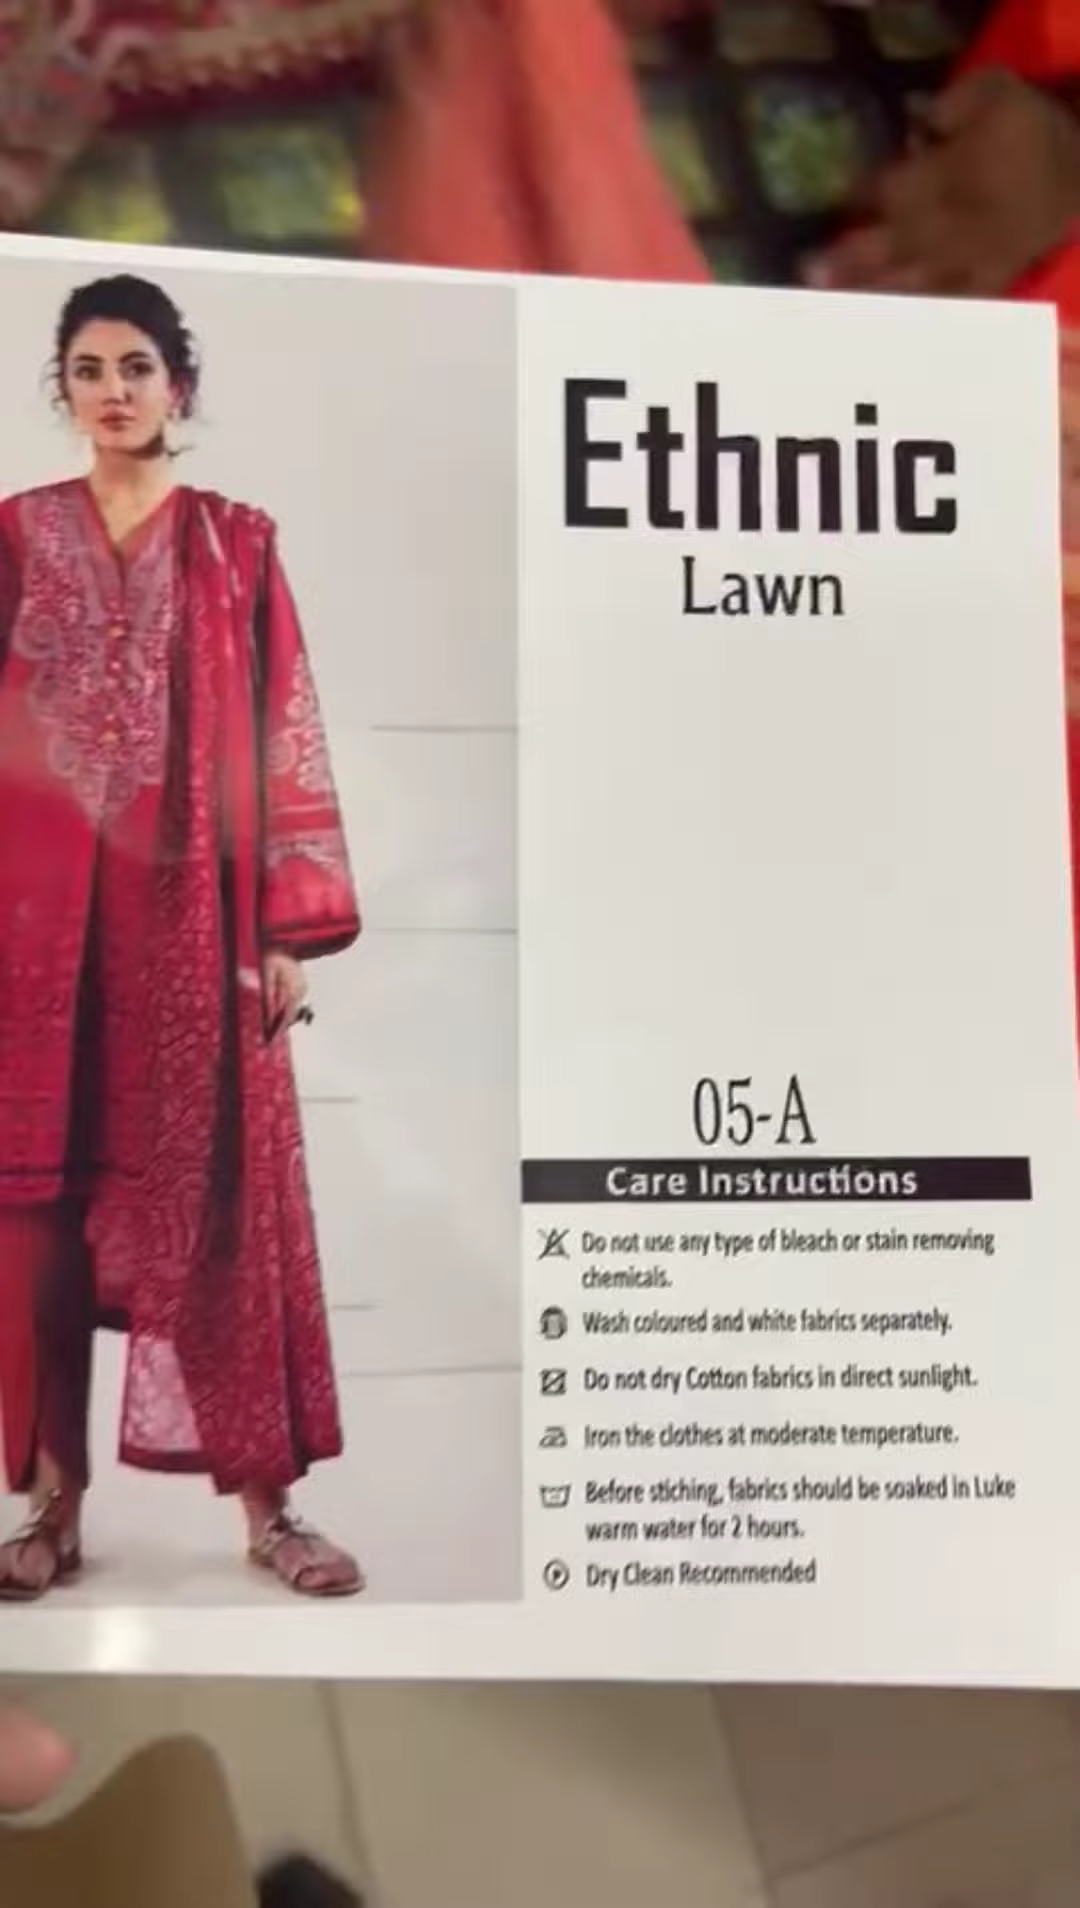 Ethnic
Lawn
05-A
Care Instructions
Do not use any type of bleach or stain removing
chemicals.
Wash coloured and white fabrics separately.
Do not dry Cotton fabrics in direct sunlight.
Iron the clothes at moderate temperature.
Before stiching, fabrics should be soaked in Luke
warm water for 2 hours.
Dry Clean Recommended